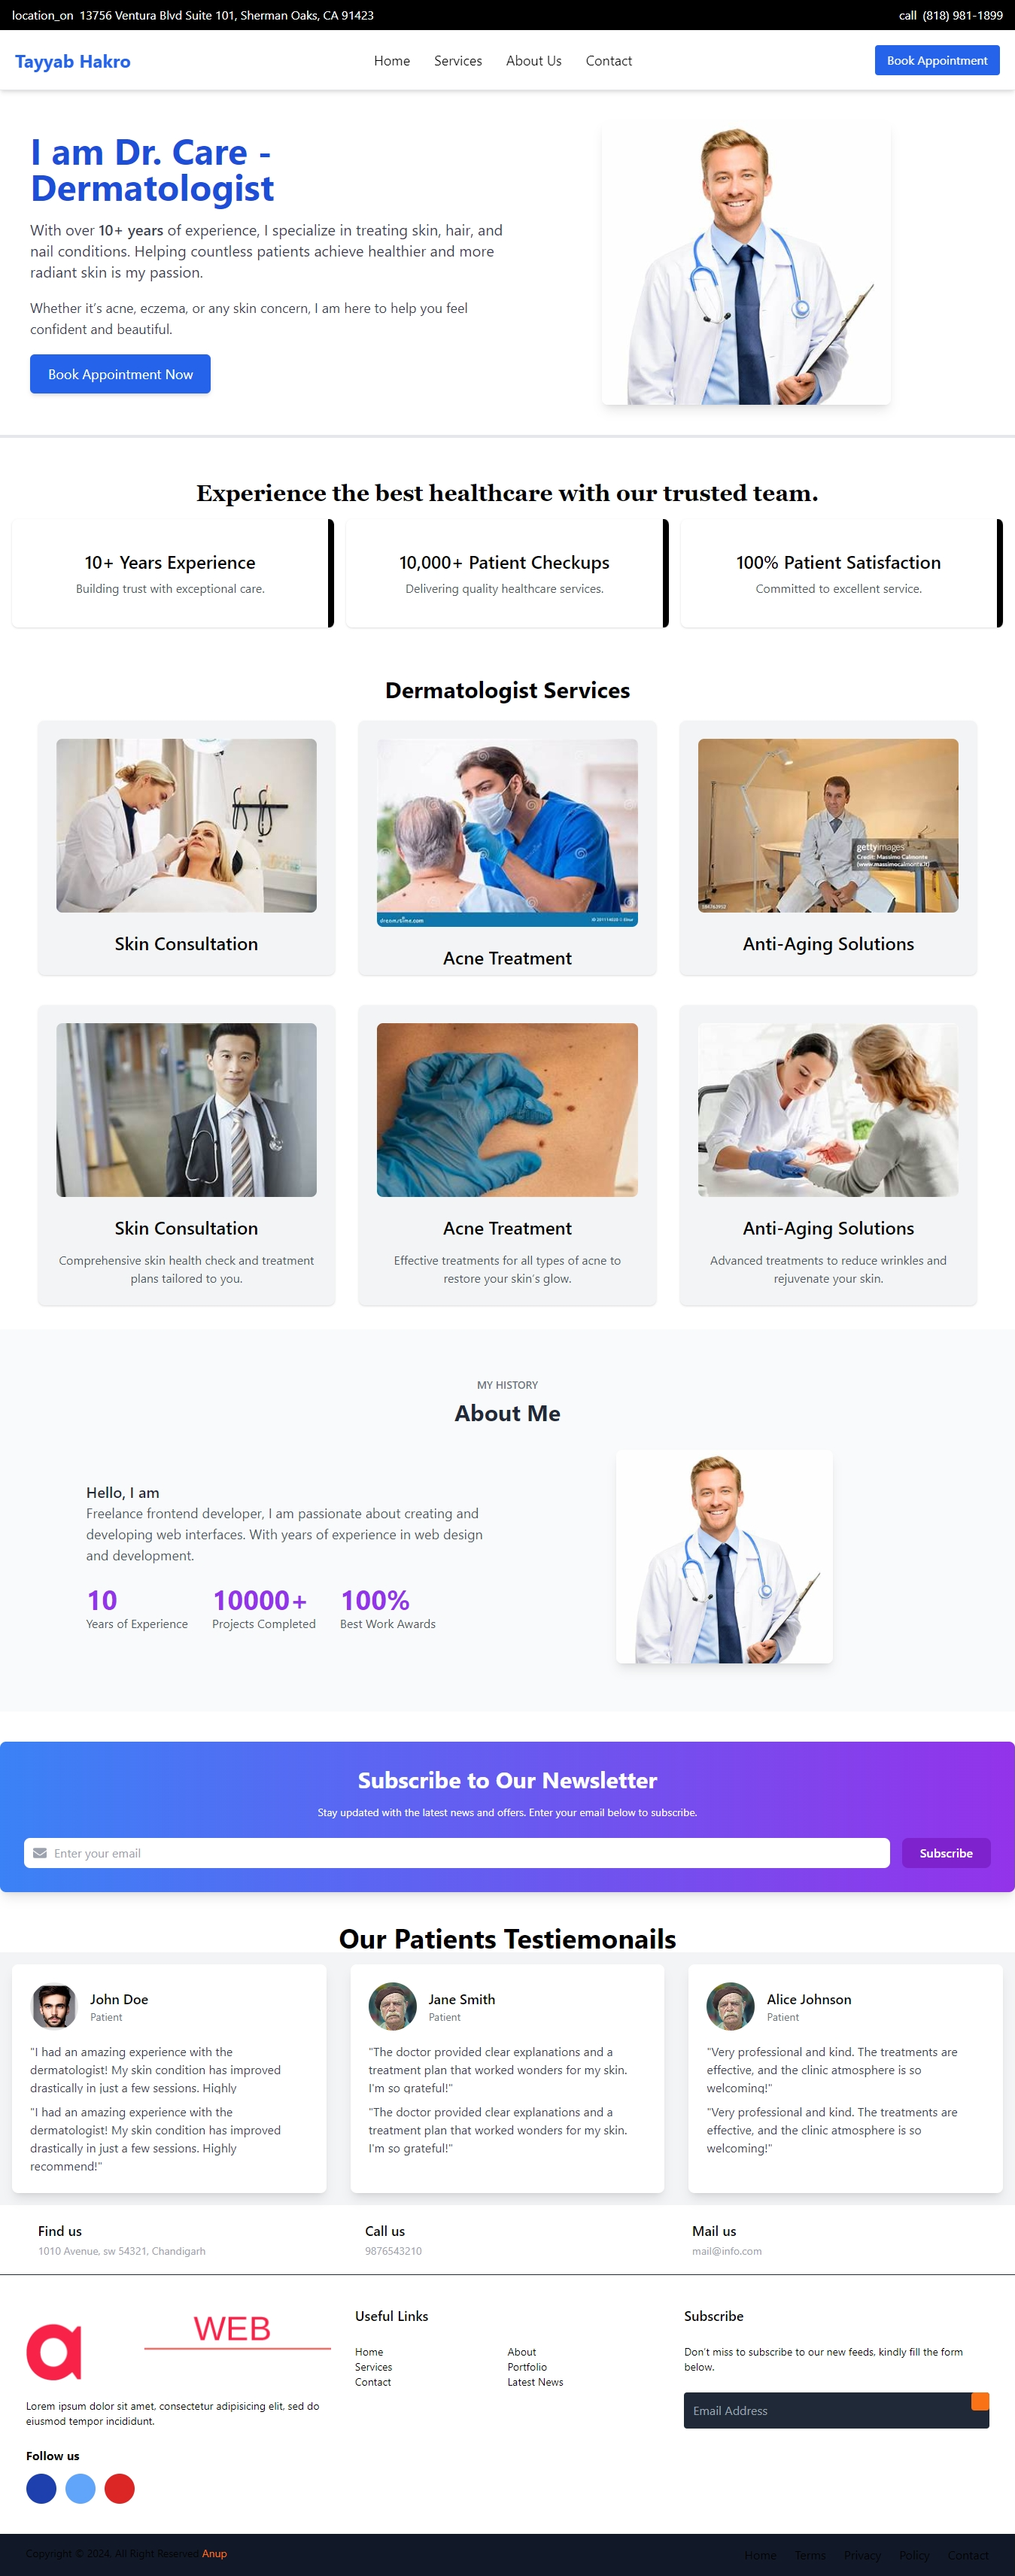 location_on 13756 Ventura Blvd Suite 101, Sherman Oaks, CA 91423
call (818) 981-1899
Tayyab Hakro
Home Services About Us Contact
Book Appointment
I am Dr. Care -
Dermatologist
With over 10+ years of experience, I specialize in treating skin, hair, and
nail conditions. Helping countless patients achieve healthier and more
radiant skin is my passion.
Whether it's acne, eczema, or any skin concern, I am here to help you feel
confident and beautiful.
Book Appointment Now
Experience the best healthcare with our trusted team.
10+ Years Experience
Building trust with exceptional care.
10,000+ Patient Checkups
Delivering quality healthcare services.
100% Patient Satisfaction
Committed to excellent service.
Dermatologist Services
dreamstime.com
gettyimages
Credit: Massimo Calmonte
(www.massimocalmonte.it)
Skin Consultation
Acne Treatment
Anti-Aging Solutions
Skin Consultation
Comprehensive skin health check and treatment
plans tailored to you.
Acne Treatment
Effective treatments for all types of acne to
restore your skin's glow.
Anti-Aging Solutions
Advanced treatments to reduce wrinkles and
rejuvenate your skin.
MY HISTORY
About Me
Hello, I am
Freelance frontend developer, I am passionate about creating and
developing web interfaces. With years of experience in web design
and development.
10
Years of Experience
10000+
Projects Completed
100%
Best Work Awards
Subscribe to Our Newsletter
Stay updated with the latest news and offers. Enter your email below to subscribe.
Enter your email
Subscribe
Our Patients Testiemonails
John Doe
Patient
"I had an amazing experience with the
dermatologist! My skin condition has improved
drastically in just a few sessions. Highly
"I had an amazing experience with the
dermatologist! My skin condition has improved
drastically in just a few sessions. Highly
recommend!"
Jane Smith
Patient
"The doctor provided clear explanations and a
treatment plan that worked wonders for my skin.
I'm so grateful!"
"The doctor provided clear explanations and a
treatment plan that worked wonders for my skin.
I'm so grateful!"
Alice Johnson
Patient
"Very professional and kind. The treatments are
effective, and the clinic atmosphere is so
welcoming!"
"Very professional and kind. The treatments are
effective, and the clinic atmosphere is so
welcoming!"
Find us
1010 Avenue, sw 54321, Chandigarh
Call us
9876543210
Mail us
mail@info.com
a WEB
Lorem ipsum dolor sit amet, consectetur adipisicing elit, sed do
eiusmod tempor incididunt.
Follow us
Useful Links
Home
About
Services
Portfolio
Contact
Latest News
Subscribe
Don't miss to subscribe to our new feeds, kindly fill the form
below.
Email Address
Copyright © 2024, All Right Reserved Anup
Home Terms Privacy Policy Contact